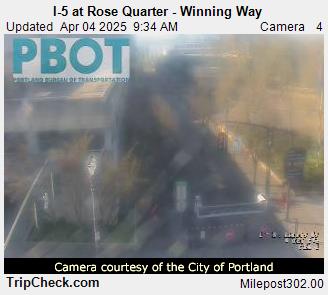 I-5 at Rose Quarter - Winning Way
Updated Apr 04 2025 9:34 AM Camera 4
PBOT
PORTLAND BUREAU OF TRANSPORTATION
Camera courtesy of the City of Portland
TripCheck.com Milepost302.00